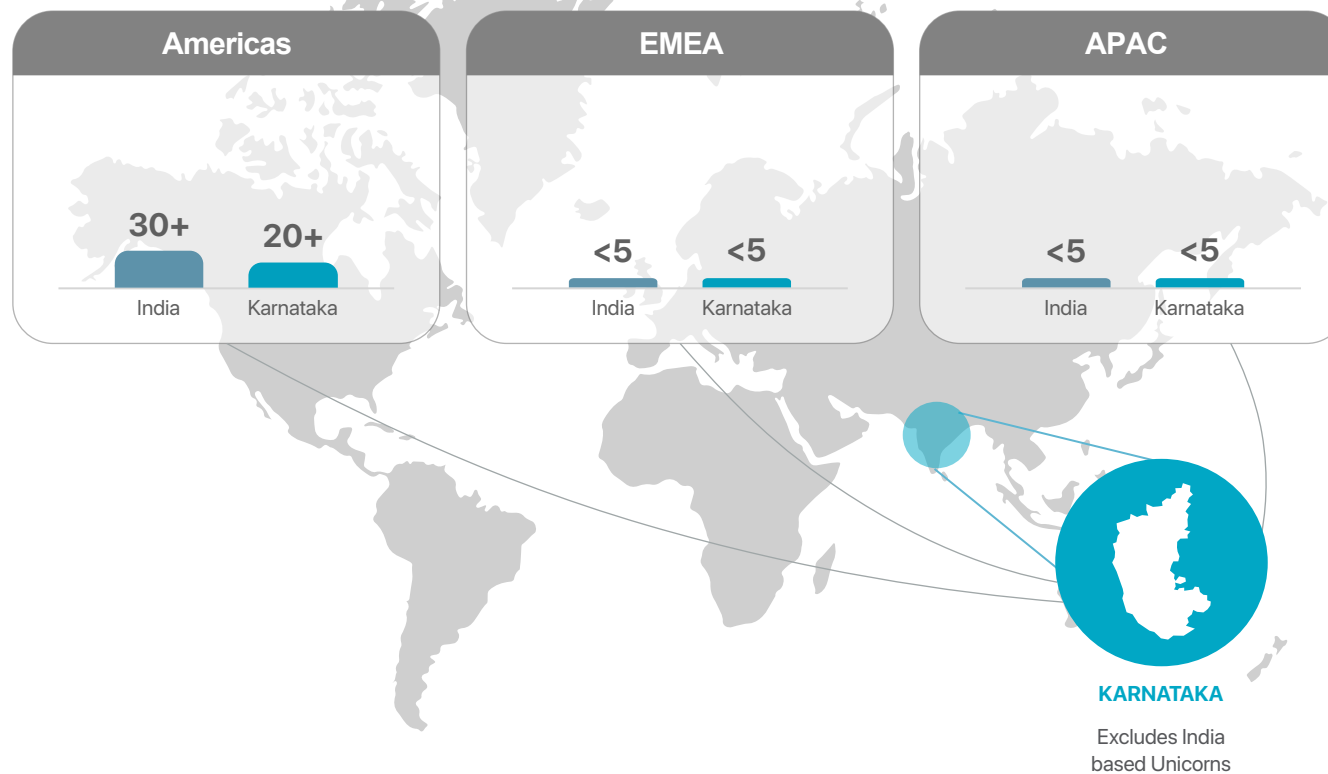 Americas
30+
20+
India
Karnataka
EMEA
<5
<5
India
Karnataka
APAC
<5
<5
India
Karnataka
KARNATAKA
Excludes India
based Unicorns